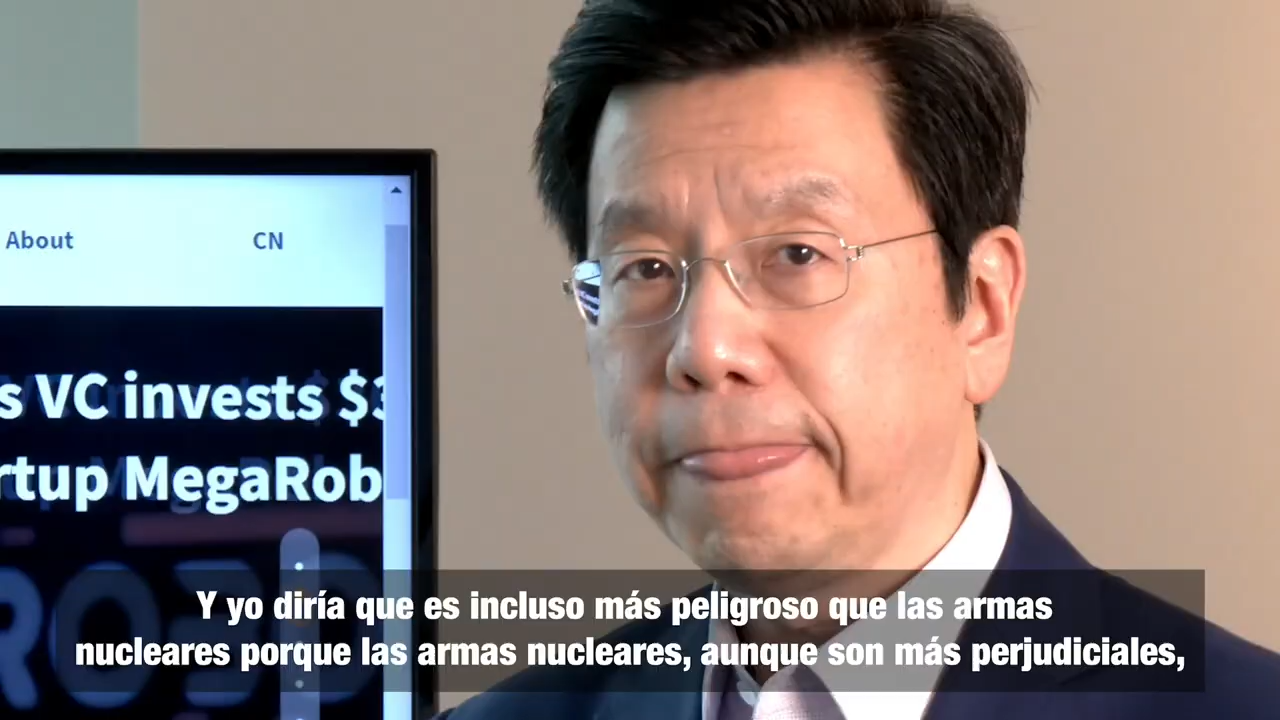 About
CN
s VC invests $3
rtup MegaRob
Y yo diría que es incluso más peligroso que las armas
nucleares porque las armas nucleares, aunque son más perjudiciales,